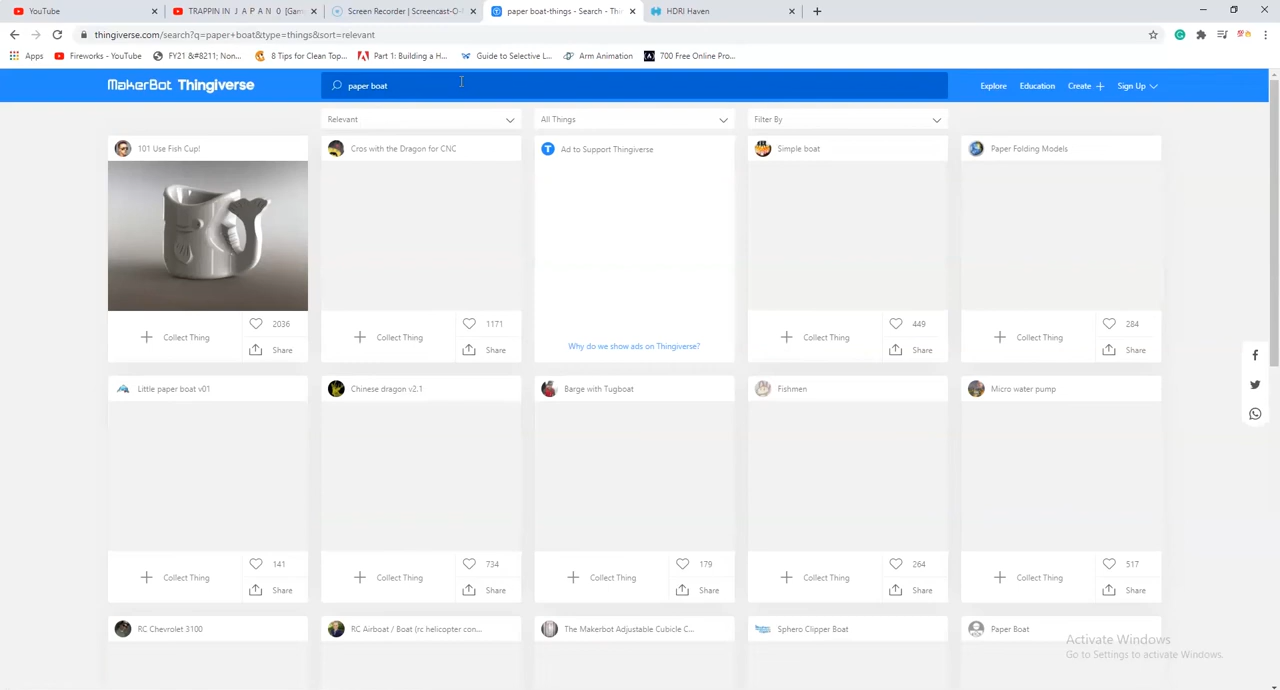 YouTube
TRAPPIN IN J A P A N 0 [Gam
Screen Recorder | Screencast-O-
paper boat-things - Search - Thi
HDRI Haven
thingiverse.com/search?q=paper+boat&type=things&sort=relevant
Apps
Fireworks - YouTube
FY21 &#8211; Non...
8 Tips for Clean Top...
Part 1: Building a H...
Guide to Selective L...
Arm Animation
700 Free Online Pro...
MakerBot Thingiverse
paper boat
Explore
Education
Create
Sign Up
Relevant
All Things
Filter By
101 Use Fish Cup!
Cros with the Dragon for CNC
Ad to Support Thingiverse
Simple boat
Paper Folding Models
Collect Thing
2036
Share
Collect Thing
1171
Share
Why do we show ads on Thingiverse?
Collect Thing
449
Share
Collect Thing
284
Share
Little paper boat v01
Chinese dragon v2.1
Barge with Tugboat
Fishmen
Micro water pump
Collect Thing
141
Share
Collect Thing
734
Share
Collect Thing
179
Share
Collect Thing
264
Share
Collect Thing
517
Share
RC Chevrolet 3100
RC Airboat / Boat (rc helicopter con...
The Makerbot Adjustable Cubicle C...
Sphero Clipper Boat
Paper Boat
Activate Windows
Go to Settings to activate Windows.